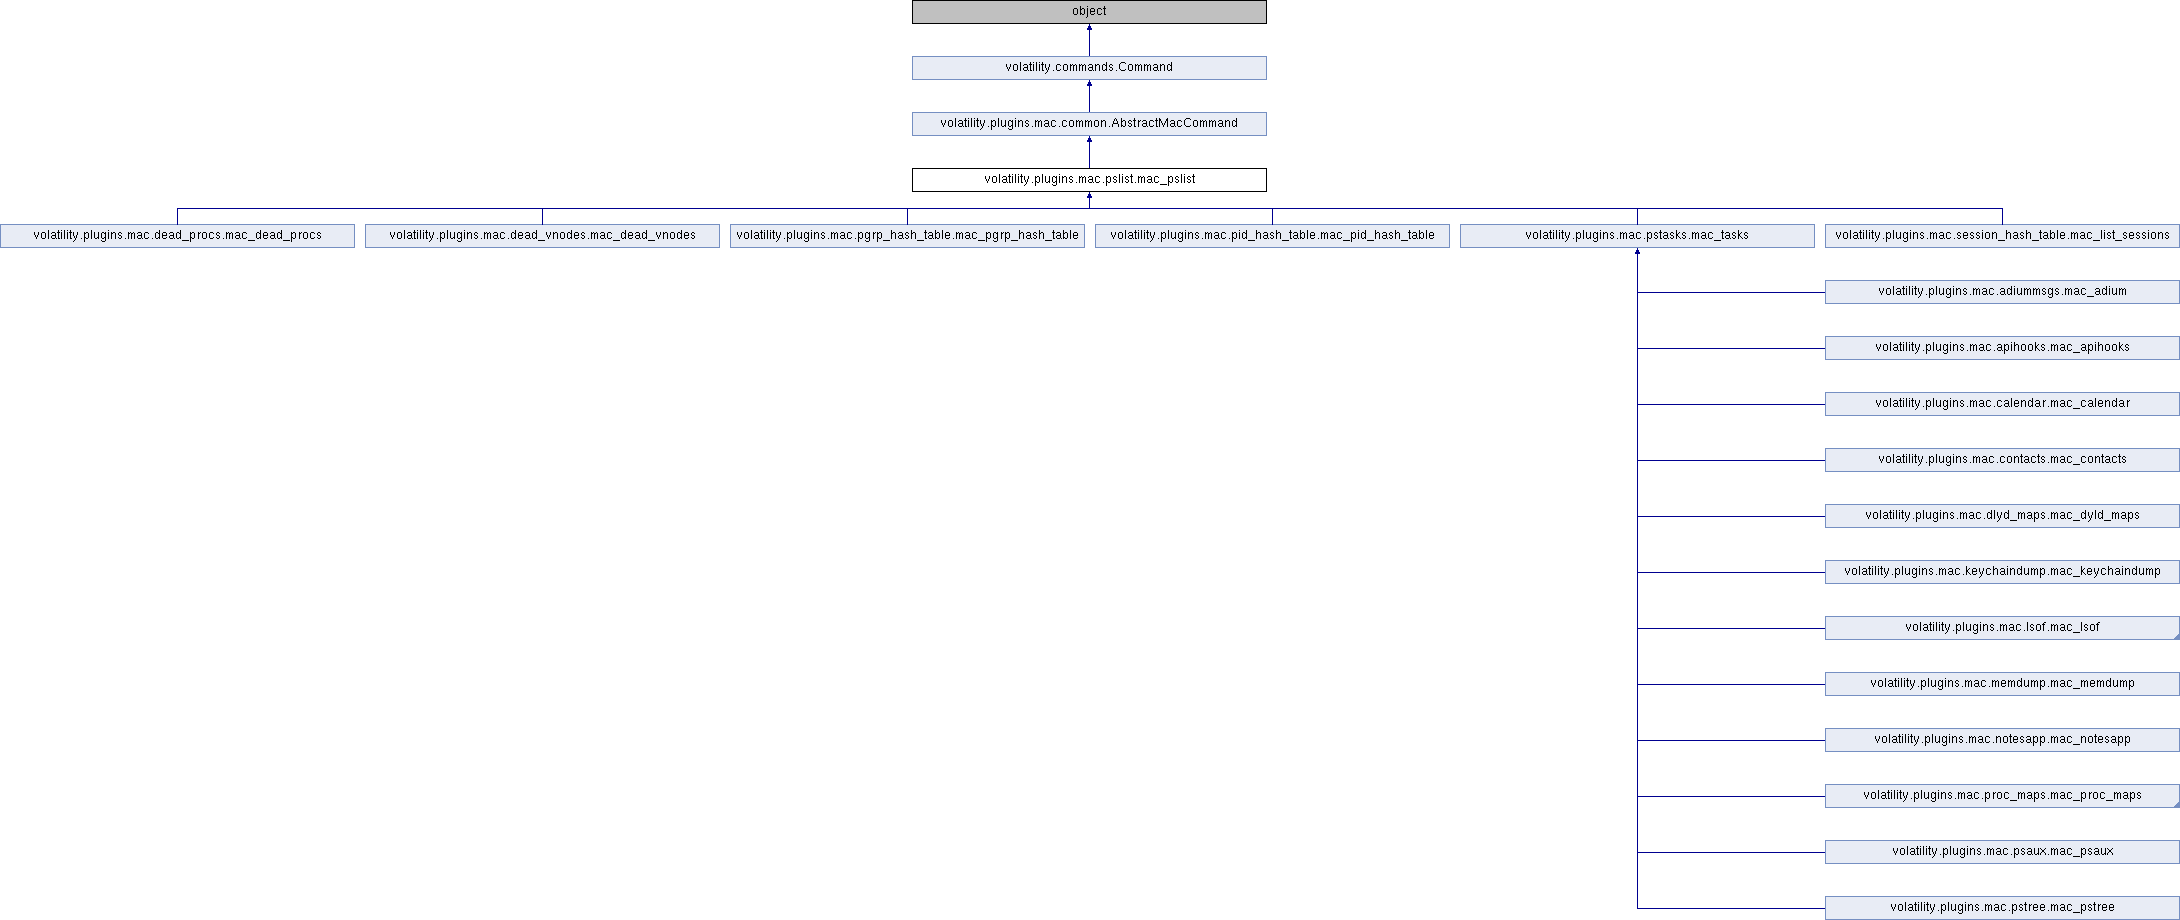 object
volatility.commands.Command
volatility.plugins.mac.common.AbstractMacCommand
volatility.plugins.mac.pslist.mac_pslist
volatility.plugins.mac.dead_procs.mac_dead_procs
volatility.plugins.mac.dead_vnodes.mac_dead_vnodes
volatility.plugins.mac.pgrp_hash_table.mac_pgrp_hash_table
volatility.plugins.mac.pid_hash_table.mac_pid_hash_table
volatility.plugins.mac.pstasks.mac_tasks
volatility.plugins.mac.session_hash_table.mac_list_sessions
volatility.plugins.mac.adiummsgs.mac_adium
volatility.plugins.mac.apihooks.mac_apihooks
volatility.plugins.mac.calendar.mac_calendar
volatility.plugins.mac.contacts.mac_contacts
volatility.plugins.mac.dlyd_maps.mac_dyld_maps
volatility.plugins.mac.keychaindump.mac_keychaindump
volatility.plugins.mac.lsof.mac_lsof
volatility.plugins.mac.memdump.mac_memdump
volatility.plugins.mac.notesapp.mac_notesapp
volatility.plugins.mac.proc_maps.mac_proc_maps
volatility.plugins.mac.psaux.mac_psaux
volatility.plugins.mac.pstree.mac_pstree